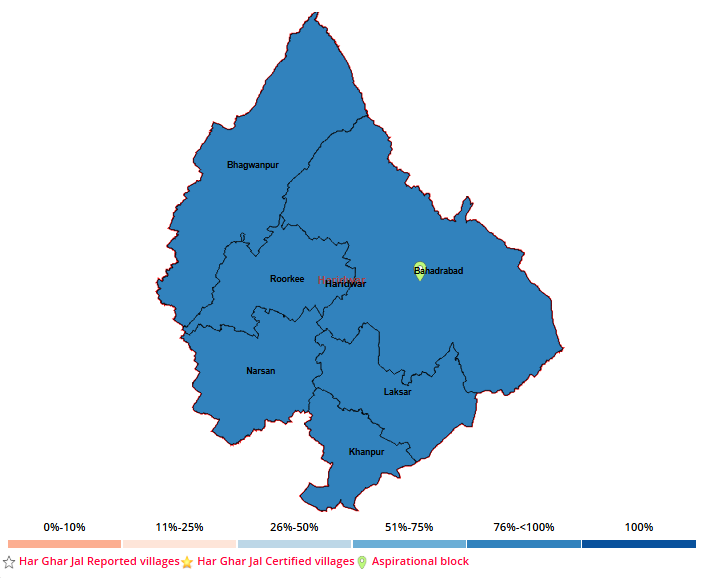 Bhagwanpur
Bahadrabad
Roorkee
Haridwar
Haridwar
Narsan
Laksar
Khanpur
0%-10% 11%-25% 26%-50% 51%-75% 76%-<100% 100%
Har Ghar Jal Reported villages Har Ghar Jal Certified villages Aspirational block